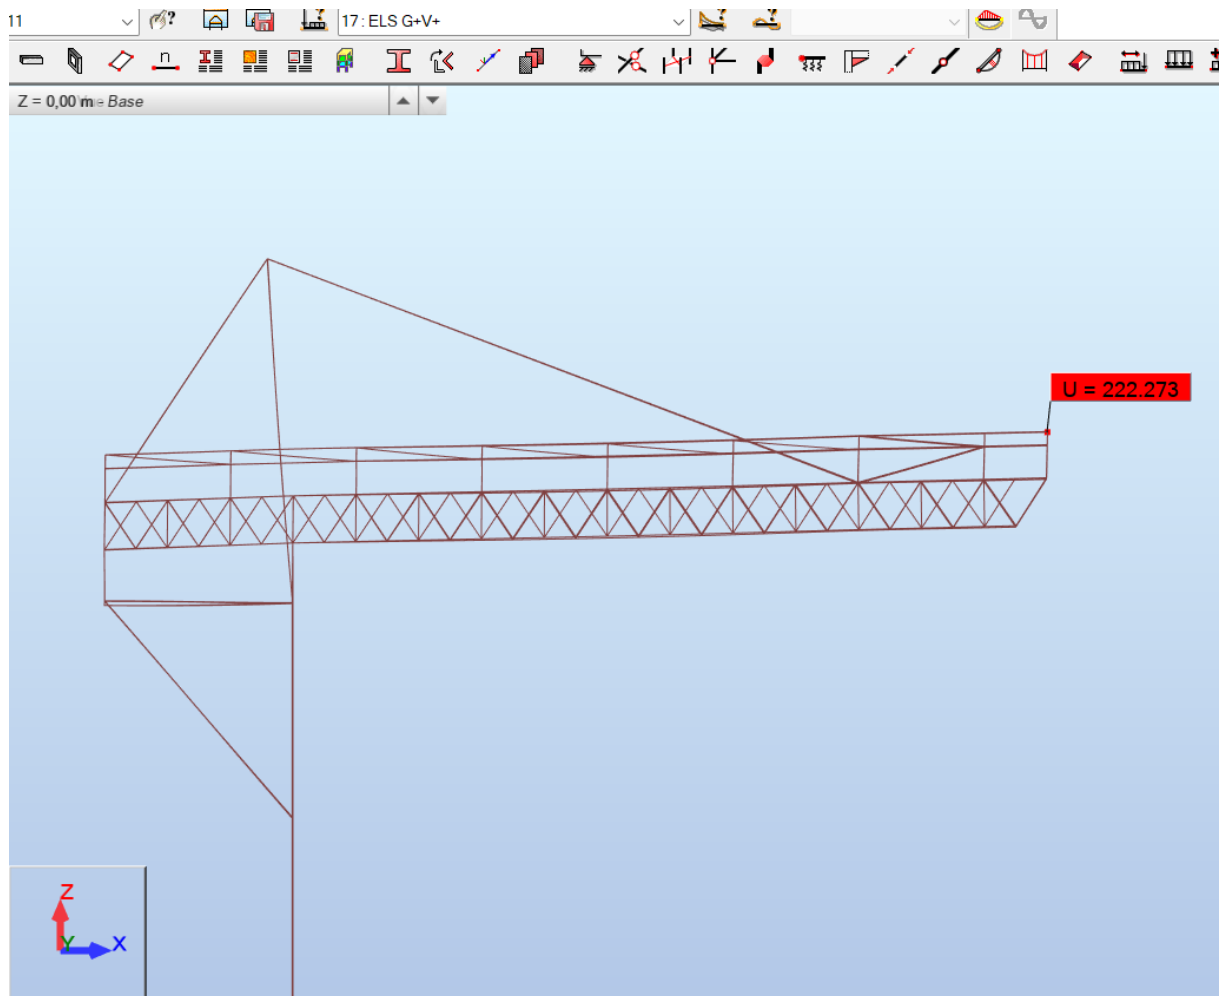 11
17 : ELS G+V+
n
Z = 0,00 m - Base
U = 222.273
Z
Y
X